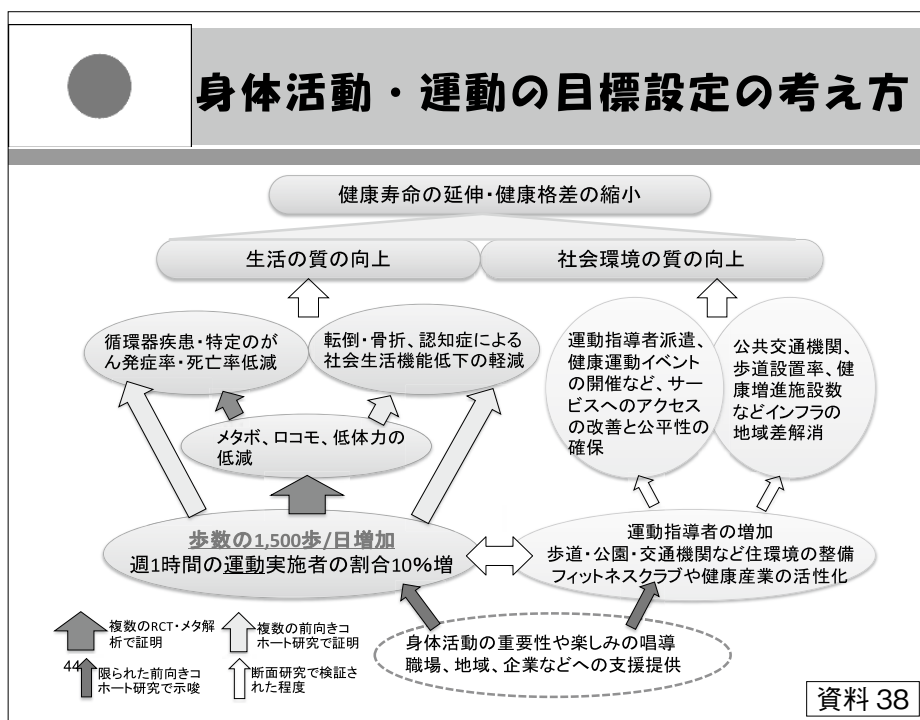 身体活動・運動の目標設定の考え方
健康寿命の延伸・健康格差の縮小
生活の質の向上
社会環境の質の向上
循環器疾患・特定のが
ん発症率・死亡率低減
転倒・骨折、認知症による
社会生活機能低下の軽減
運動指導者派遣、
健康運動イベント
の開催など、サー
ビスへのアクセス
の改善と公平性の
確保
公共交通機関、
歩道設置率、健
康増進施設数
などインフラの
地域差解消
メタボ、ロコモ、低体力の
低減
歩数の1,500歩/日増加
週1時間の運動実施者の割合10%増
運動指導者の増加
歩道・公園・交通機関など住環境の整備
フィットネスクラブや健康産業の活性化
身体活動の重要性や楽しみの唱導
職場、地域、企業などへの支援提供
複数のRCT・メタ解
析で証明
複数の前向きコ
ホート研究で証明
44
限られた前向きコ
ホート研究で示唆
断面研究で検証さ
れた程度
資料 38